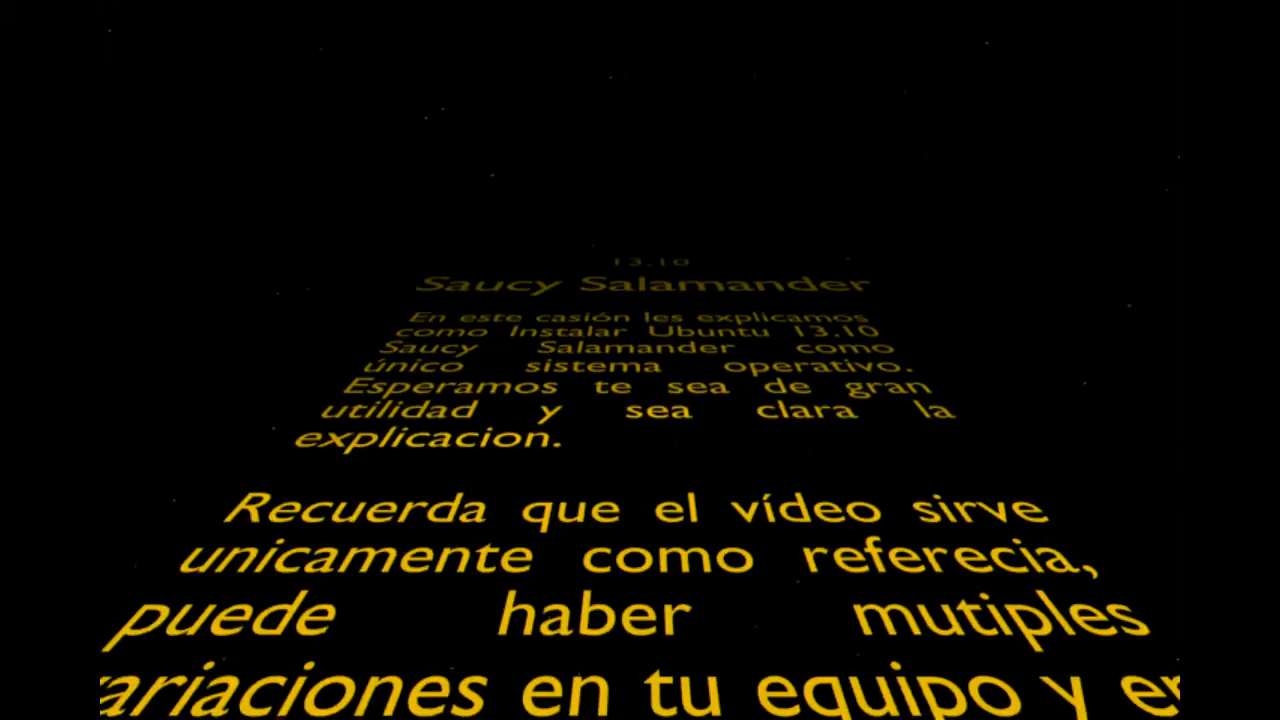 13.10
Saucy Salamander
En este casión les explicamos
como Instalar Ubuntu 13.10
Saucy Salamander como
único sistema operativo.
Esperamos te sea de gran
utilidad y sea clara la
explicacion.
Recuerda que el vídeo sirve
unicamente como referecia,
puede haber mutiples
ariaciones en tu equipo y er